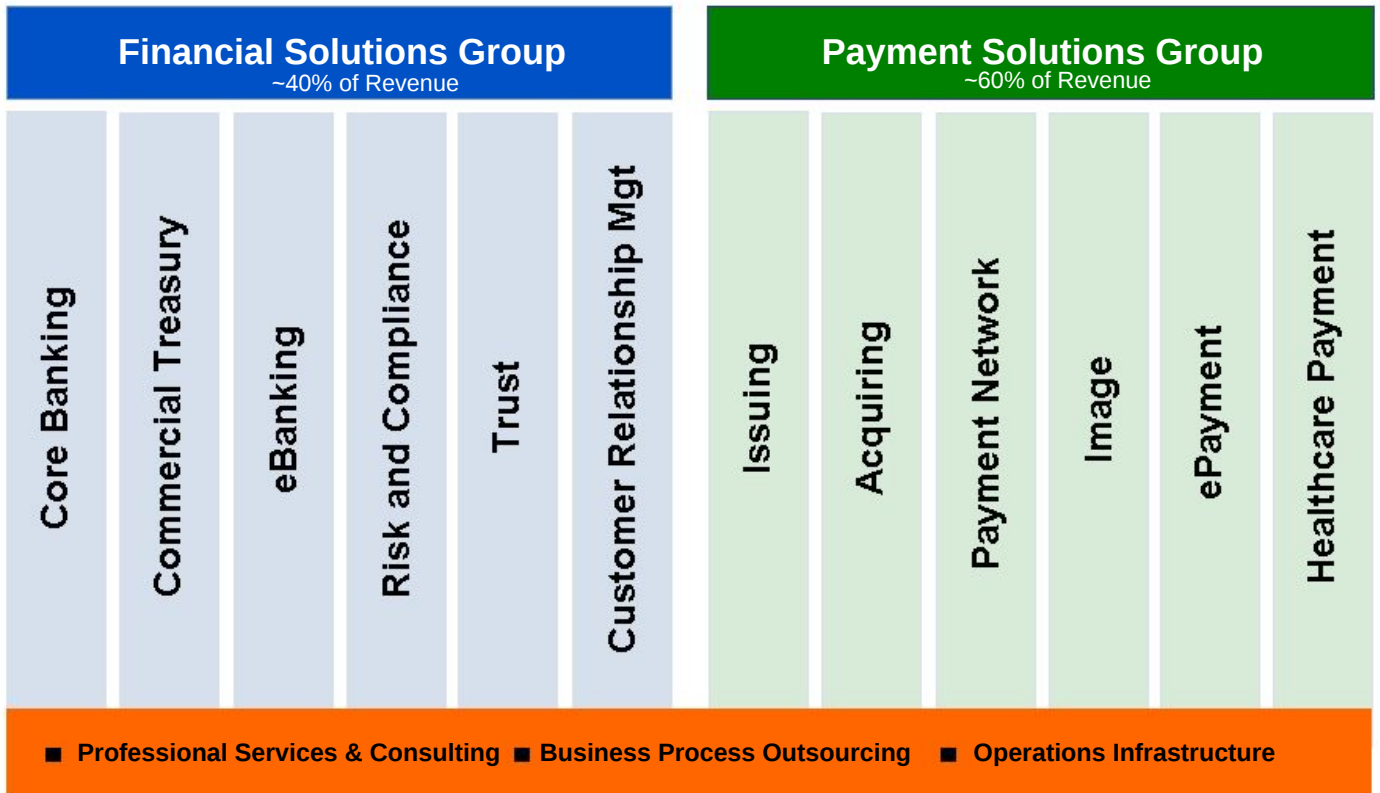 Financial Solutions Group
~40% of Revenue
Payment Solutions Group
~60% of Revenue
Core Banking
Commercial Treasury
eBanking
Risk and Compliance
Trust
Customer Relationship Mgt
Issuing
Acquiring
Payment Network
Image
ePayment
Healthcare Payment
■ Professional Services & Consulting ■ Business Process Outsourcing ■ Operations Infrastructure